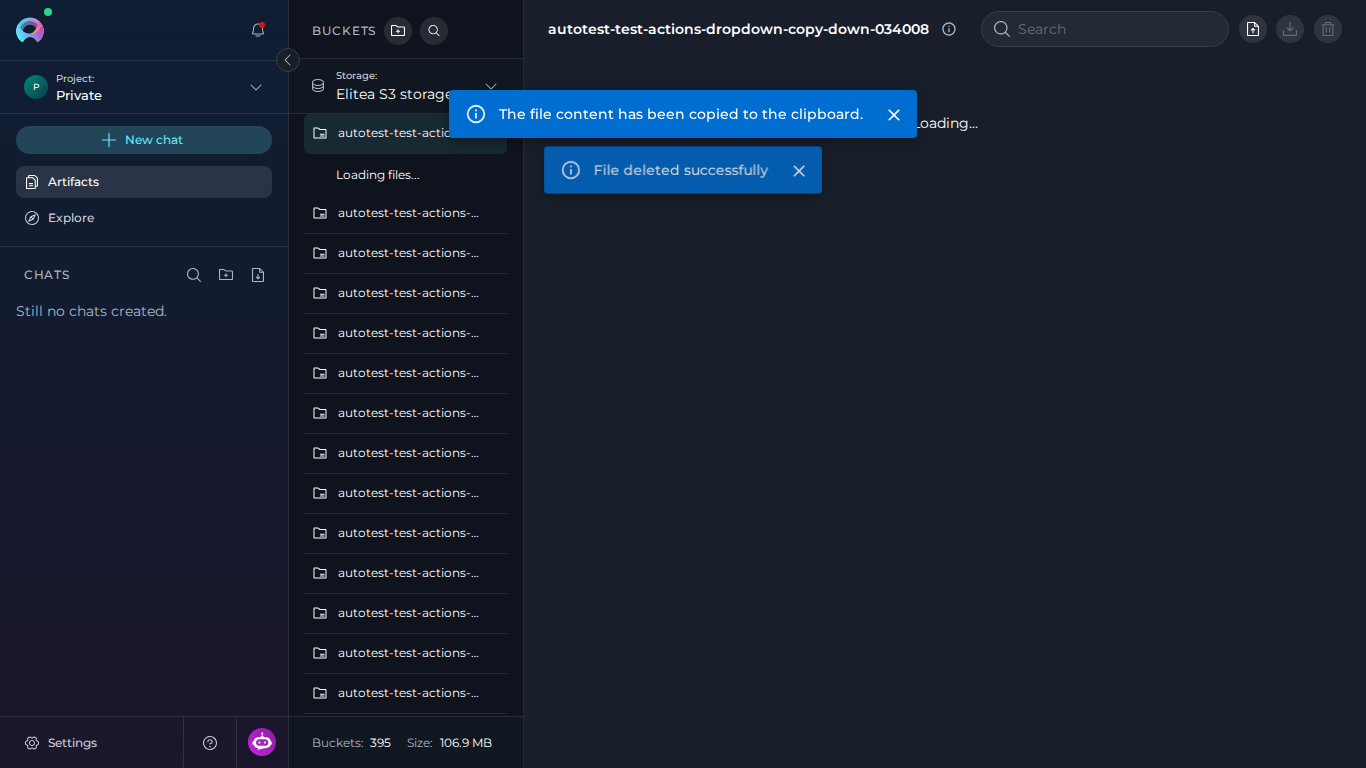 P
Project:
Private
New chat
Artifacts
Explore
CHATS
Still no chats created.
Settings
BUCKETS
Storage:
Elitea S3 storage
autotest-test-actio
Loading files...
autotest-test-actions-...
autotest-test-actions-...
autotest-test-actions-...
autotest-test-actions-...
autotest-test-actions-...
autotest-test-actions-...
autotest-test-actions-...
autotest-test-actions-...
autotest-test-actions-...
autotest-test-actions-...
autotest-test-actions-...
autotest-test-actions-...
autotest-test-actions-...
Buckets: 395 Size: 106.9 MB
autotest-test-actions-dropdown-copy-down-034008
Search
The file content has been copied to the clipboard.
Loading...
File deleted successfully